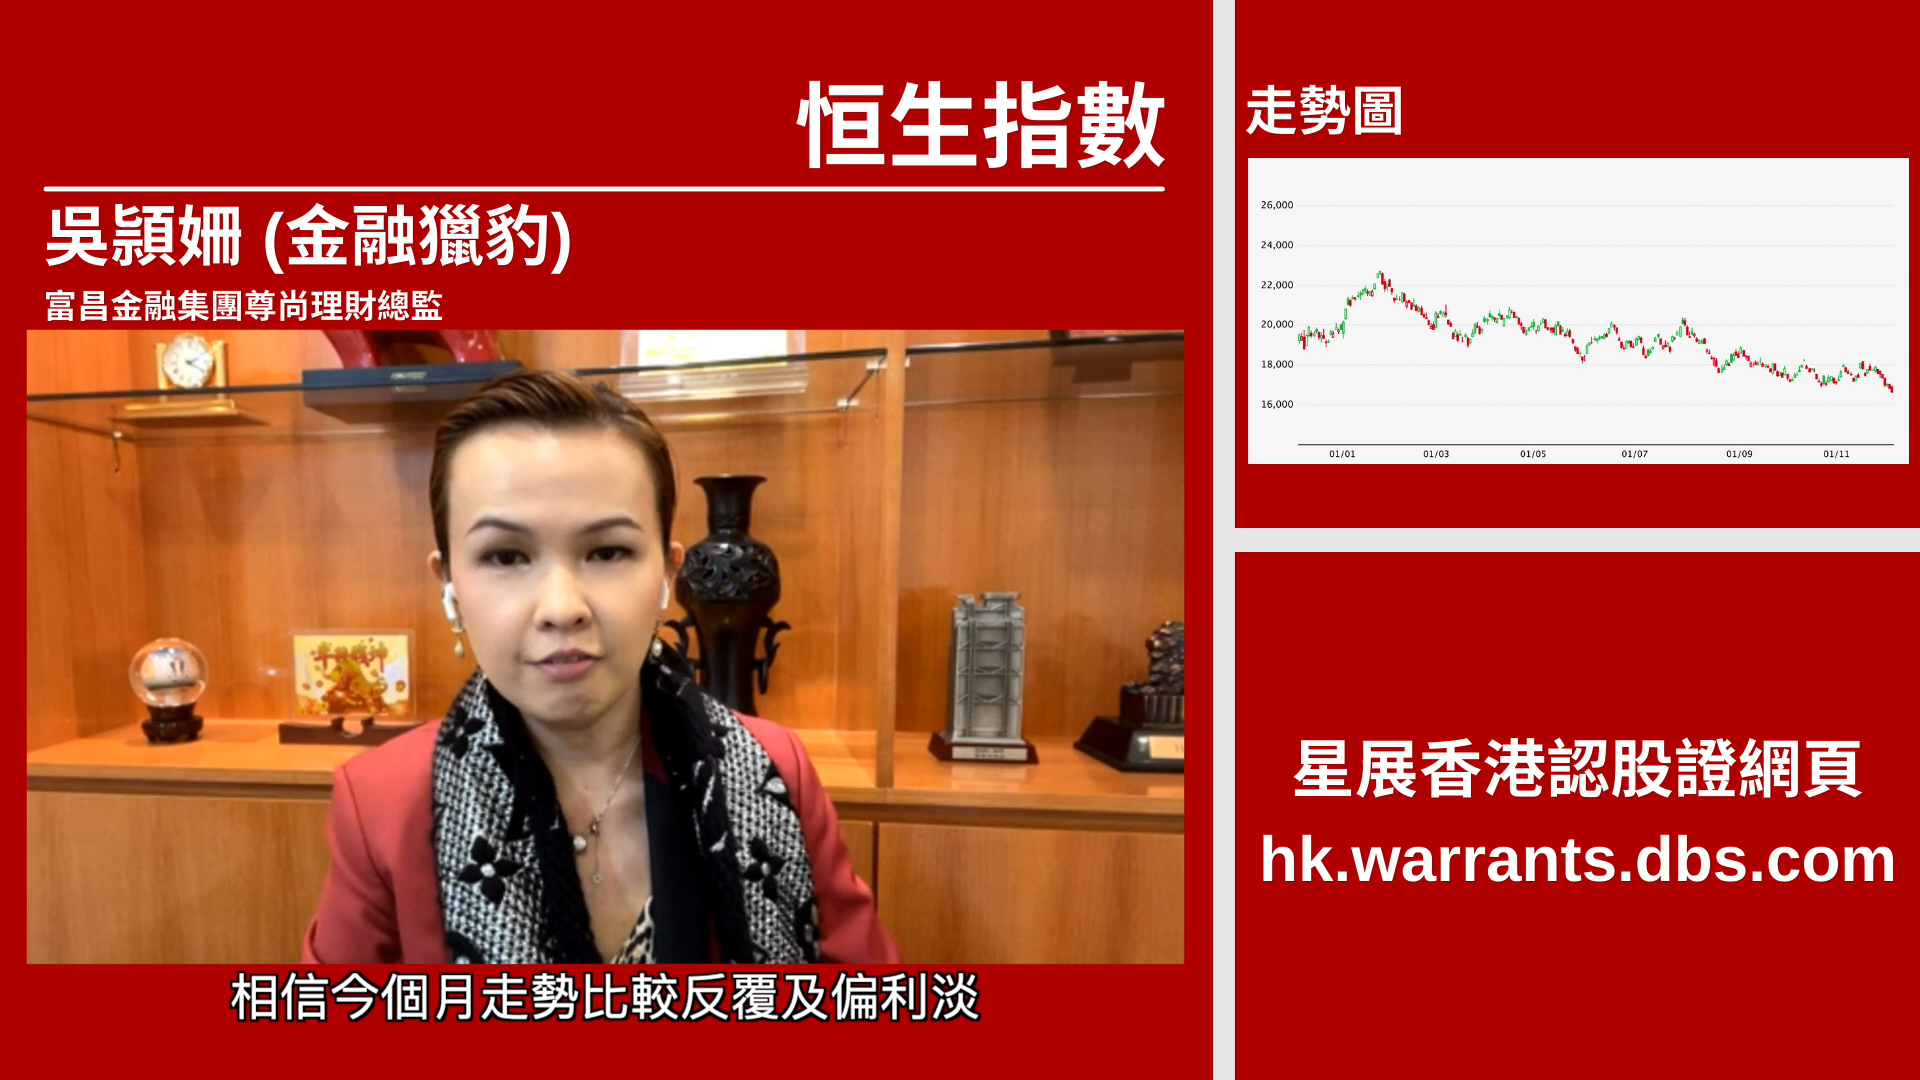 恒生指數
吳頴姍 (金融獵豹)
富昌金融集團尊尚理財總監
相信今個月走勢比較反覆及偏利淡
走勢圖
26,000
24,000
22,000
20,000
18,000
16,000
01/01 01/03 01/05 01/07 01/09 01/11
星展香港認股證網頁
hk.warrants.dbs.com